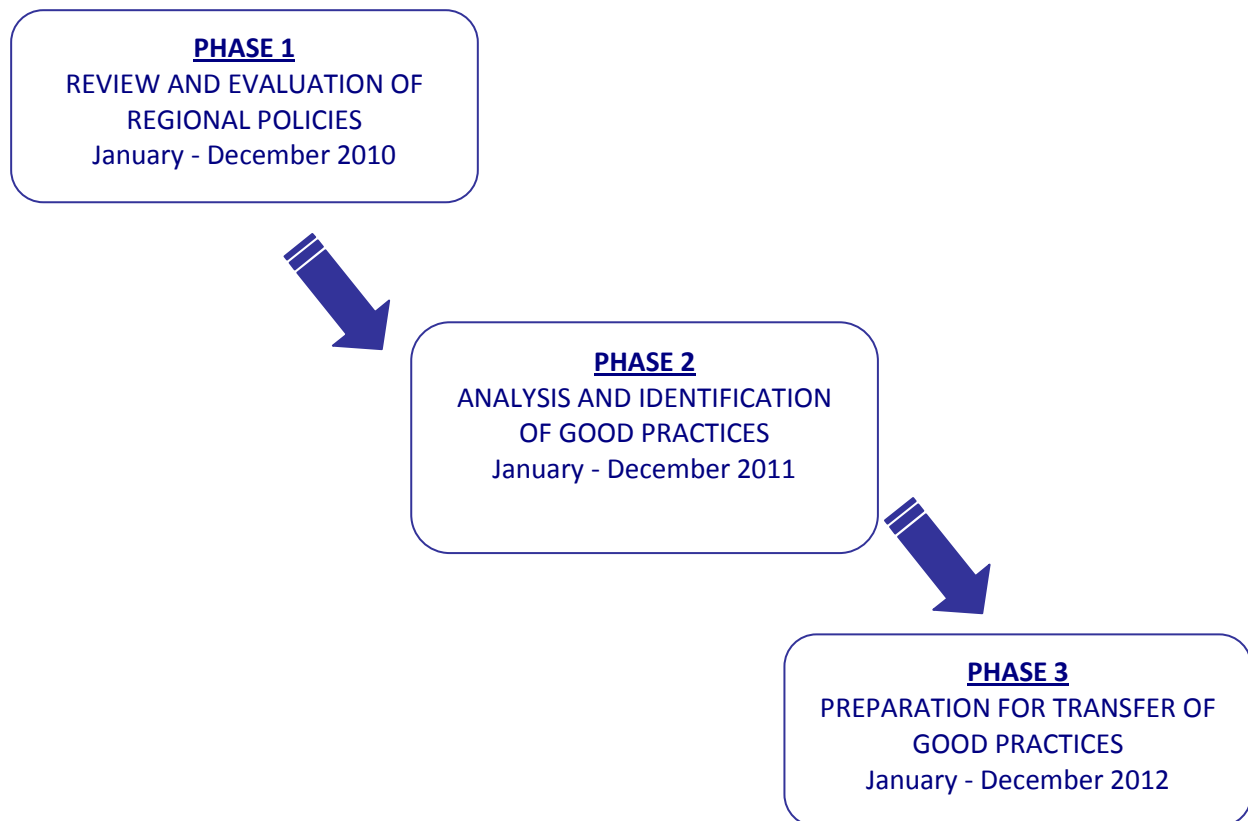 PHASE 1
REVIEW AND EVALUATION OF
REGIONAL POLICIES
January - December 2010
PHASE 2
ANALYSIS AND IDENTIFICATION
OF GOOD PRACTICES
January - December 2011
PHASE 3
PREPARATION FOR TRANSFER OF
GOOD PRACTICES
January - December 2012